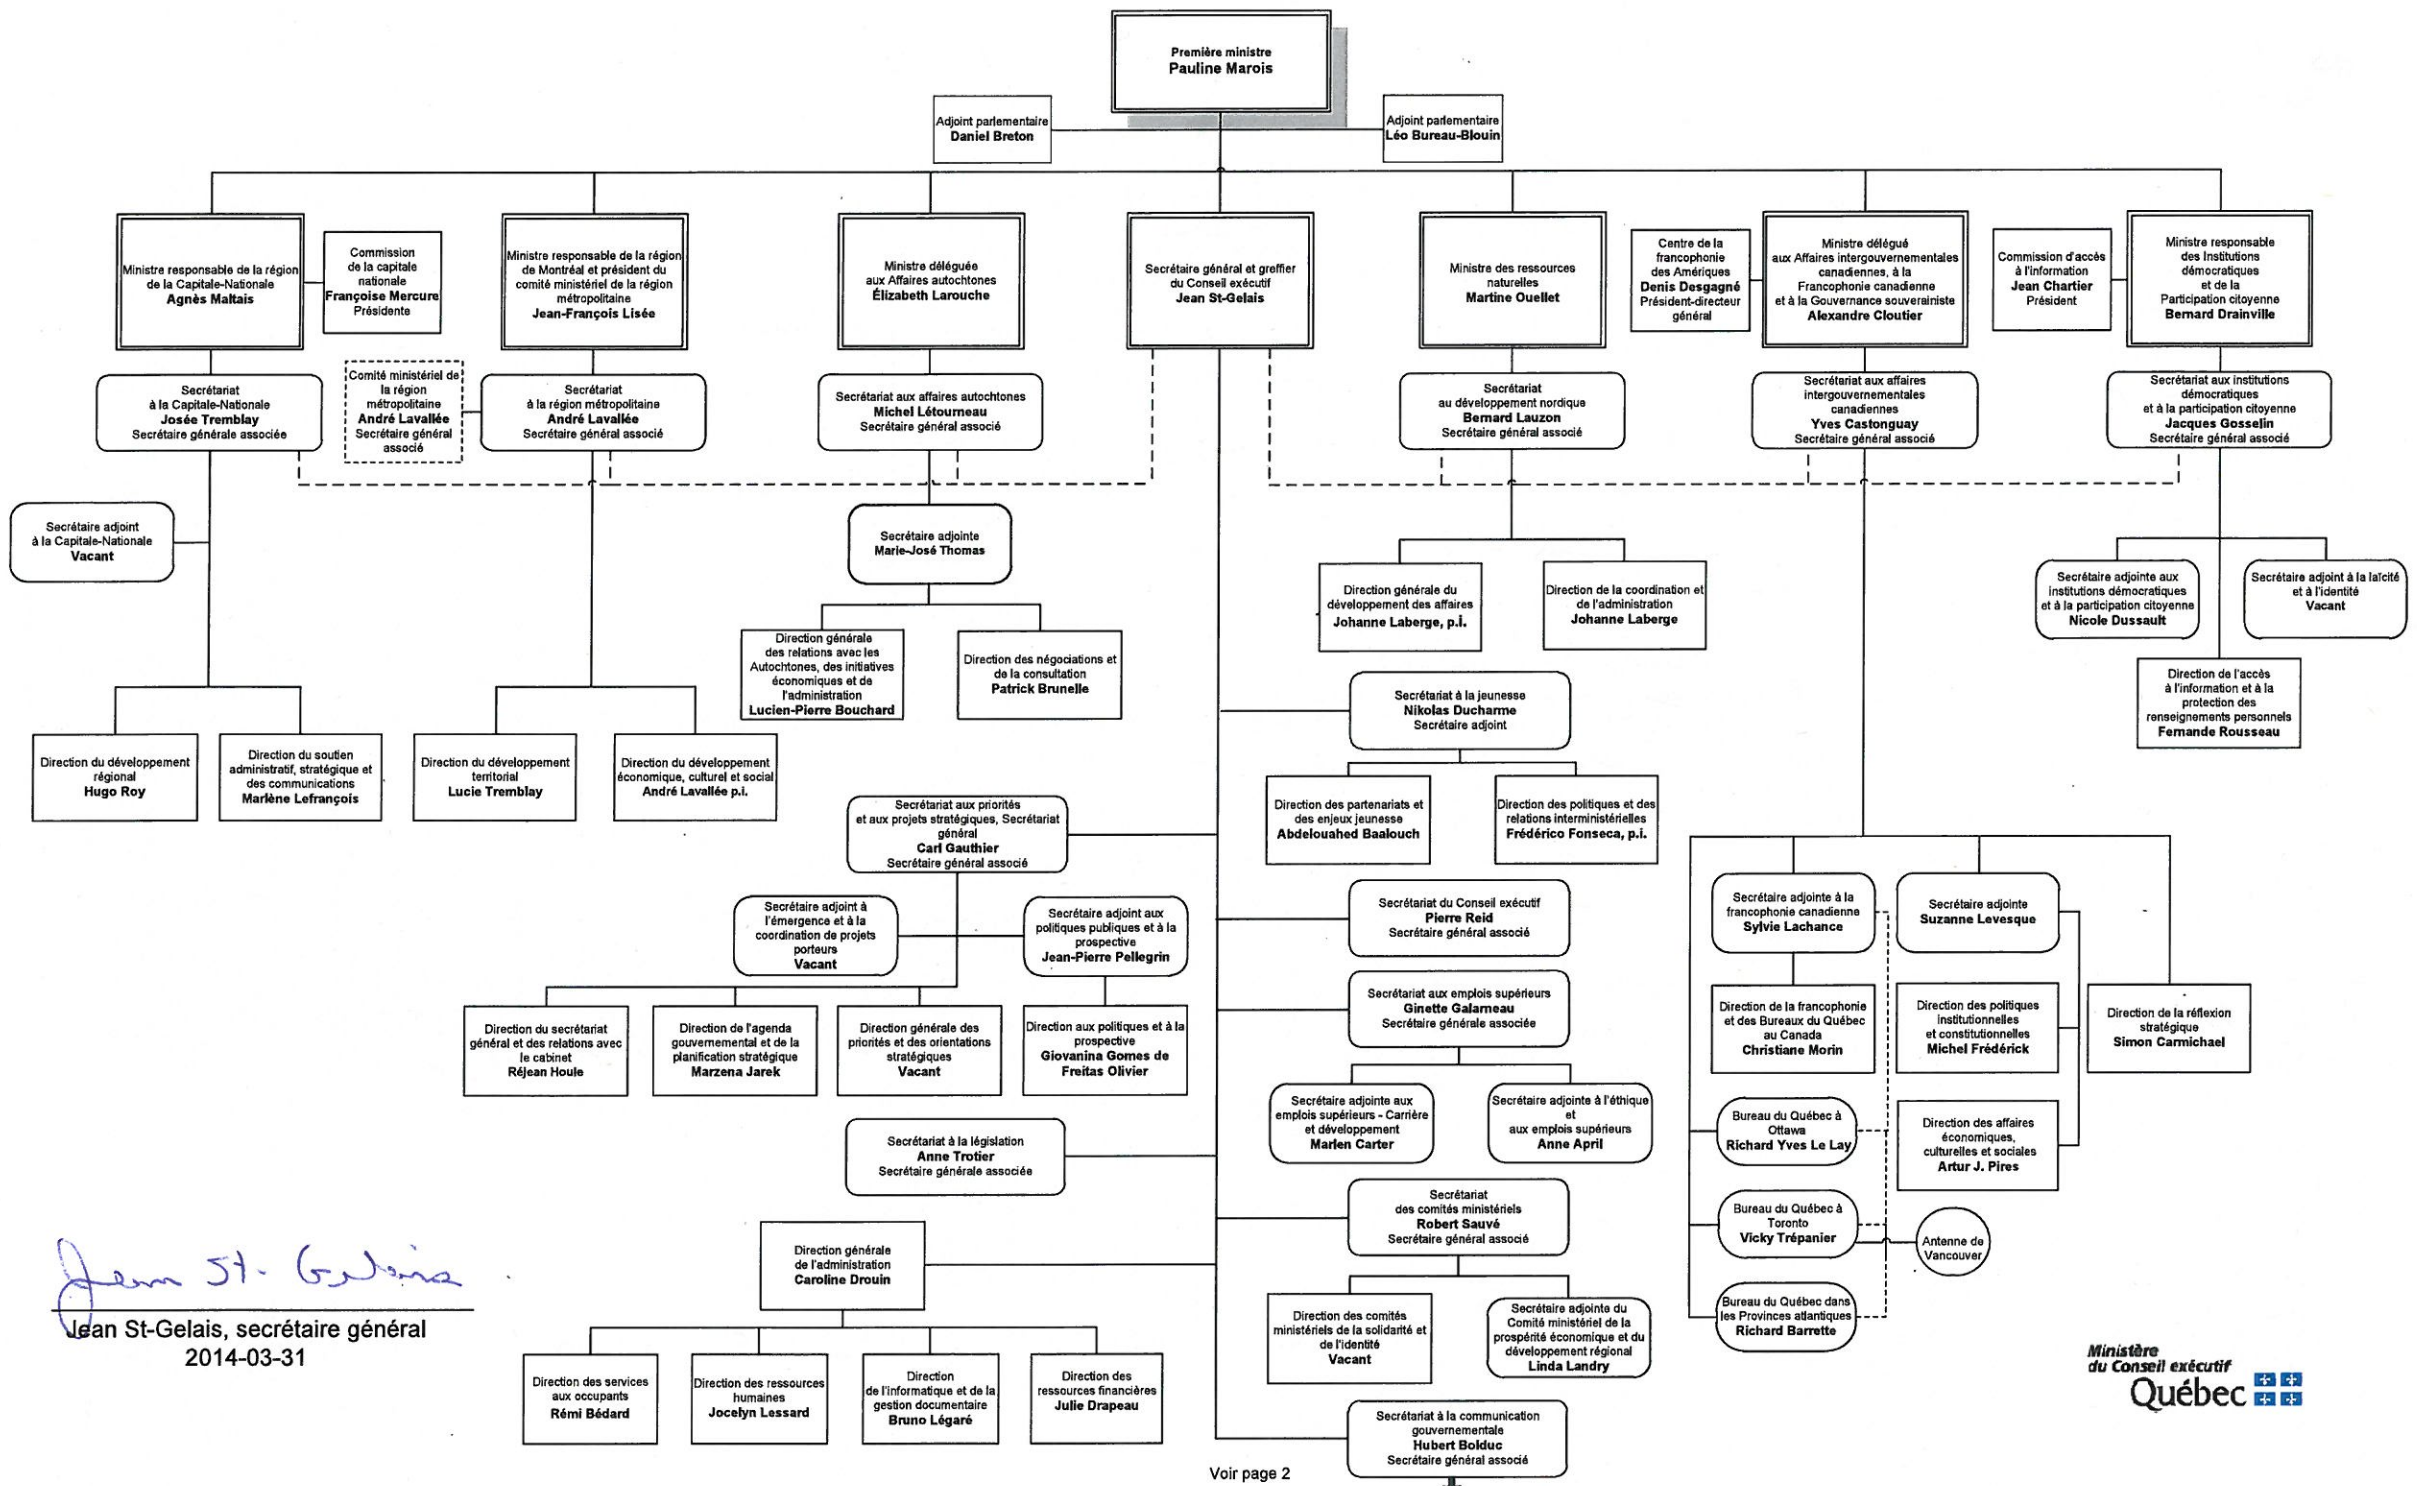 Première ministre
Pauline Marois
Adjoint parlementaire
Daniel Breton
Adjoint parlementaire
Léo Bureau-Blouin
Ministre responsable de la région
de la Capitale-Nationale
Agnès Maltais
Commission
de la capitale
nationale
Françoise Mercure
Présidente
Ministre responsable de la région
de Montréal et président du
comité ministériel de la région
métropolitaine
Jean-François Lisée
Ministre déléguée
aux Affaires autochtones
Élizabeth Larouche
Secrétaire général et greffier
du Conseil exécutif
Jean St-Gelais
Ministre des ressources
naturelles
Martine Ouellet
Centre de la
francophonie
des Amériques
Denis Desgagné
Président-directeur
général
Ministre délégué
aux Affaires intergouvernementales
canadiennes, à la
Francophonie canadienne
et à la Gouvernance souverainiste
Alexandre Cloutier
Commission d'accès
à l'information
Jean Chartier
Président
Ministre responsable
des Institutions
démocratiques
et de la
Participation citoyenne
Bernard Drainville
Secrétariat
à la Capitale-Nationale
Josée Tremblay
Secrétaire générale associée
Comité ministériel de
la région
métropolitaine
André Lavallée
Secrétaire général
associé
Secrétariat
à la région métropolitaine
André Lavallée
Secrétaire général associé
Secrétariat aux affaires autochtones
Michel Létourneau
Secrétaire général associé
Secrétariat
au développement nordique
Bernard Lauzon
Secrétaire général associé
Secrétariat aux affaires
intergouvernementales
canadiennes
Yves Castonguay
Secrétaire général associé
Secrétariat aux institutions
démocratiques
et à la participation citoyenne
Jacques Gosselin
Secrétaire général associé
Secrétaire adjoint
à la Capitale-Nationale
Vacant
Secrétaire adjointe
Marie-José Thomas
Direction générale du
développement des affaires
Johanne Laberge, p.i.
Direction de la coordination et
de l'administration
Johanne Laberge
Secrétaire adjointe aux
institutions démocratiques
et à la participation citoyenne
Nicole Dussault
Secrétaire adjoint à la laïcité
et à l'identité
Vacant
Direction générale
des relations avec les
Autochtones, des initiatives
économiques et de
l'administration
Lucien-Pierre Bouchard
Direction des négociations et
de la consultation
Patrick Brunelle
Direction de l'accès
à l'information et à la
protection des
renseignements personnels
Fernande Rousseau
Secrétariat à la jeunesse
Nikolas Ducharme
Secrétaire adjoint
Direction du développement
régional
Hugo Roy
Direction du soutien
administratif, stratégique et
des communications
Marlène Lefrançois
Direction du développement
territorial
Lucie Tremblay
Direction du développement
économique, culturel et social
André Lavallée p.i.
Direction des partenariats et
des enjeux jeunesse
Abdelouahed Baalouch
Direction des politiques et des
relations interministérielles
Frédérico Fonseca, p.i.
Secrétariat aux priorités
et aux projets stratégiques, Secrétariat
général
Carl Gauthier
Secrétaire général associé
Secrétaire adjoint à
l'émergence et à la
coordination de projets
porteurs
Vacant
Secrétaire adjoint aux
politiques publiques et à la
prospective
Jean-Pierre Pellegrin
Secrétariat du Conseil exécutif
Pierre Reid
Secrétaire général associé
Secrétaire adjointe à la
francophonie canadienne
Sylvie Lachance
Secrétaire adjointe
Suzanne Levesque
Direction du secrétariat
général et des relations avec
le cabinet
Réjean Houle
Direction de l'agenda
gouvernemental et de la
planification stratégique
Marzena Jarek
Direction générale des
priorités et des orientations
stratégiques
Vacant
Direction aux politiques et à la
prospective
Giovanina Gomes de
Freitas Olivier
Secrétariat aux emplois supérieurs
Ginette Galarneau
Secrétaire générale associée
Direction de la francophonie
et des Bureaux du Québec
au Canada
Christiane Morin
Direction des politiques
institutionnelles
et constitutionnelles
Michel Frédérick
Direction de la réflexion
stratégique
Simon Carmichael
Secrétaire adjointe aux
emplois supérieurs - Carrière
et développement
Marlen Carter
Secrétaire adjointe à l'éthique
et
aux emplois supérieurs
Anne April
Bureau du Québec à
Ottawa
Richard Yves Le Lay
Direction des affaires
économiques,
culturelles et sociales
Artur J. Pires
Secrétariat à la législation
Anne Trotier
Secrétaire générale associée
Secrétariat
des comités ministériels
Robert Sauvé
Secrétaire général associé
Bureau du Québec à
Toronto
Vicky Trépanier
Antenne de
Vancouver
Direction générale
de l'administration
Caroline Drouin
Direction des comités
ministériels de la solidarité et
de l'identité
Vacant
Secrétaire adjointe du
Comité ministériel de la
prospérité économique et du
développement régional
Linda Landry
Bureau du Québec dans
les Provinces atlantiques
Richard Barrette
Jean St-Gelais
Jean St-Gelais, secrétaire général
2014-03-31
Direction des services
aux occupants
Rémi Bédard
Direction des ressources
humaines
Jocelyn Lessard
Direction
de l'informatique et de la
gestion documentaire
Bruno Légaré
Direction des
ressources financières
Julie Drapeau
Secrétariat à la communication
gouvernementale
Hubert Bolduc
Secrétaire général associé
Voir page 2
Ministère
du Conseil exécutif
Québec